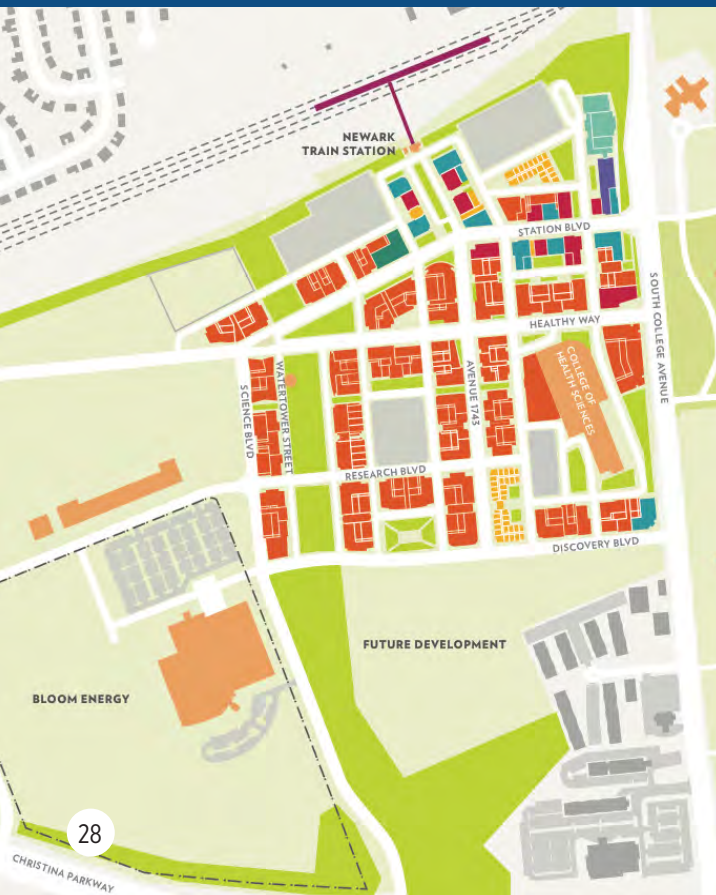 NEWARK
TRAIN STATION
STATION BLVD
SOUTH COLLEGE AVENUE
HEALTHY WAY
COLLEGE OF
HEALTH SCIENCES
AVENUE 1743
WATERTOWER STREET
SCIENCE BLVD
RESEARCH BLVD
DISCOVERY BLVD
FUTURE DEVELOPMENT
BLOOM ENERGY
28
CHRISTINA PARKWAY